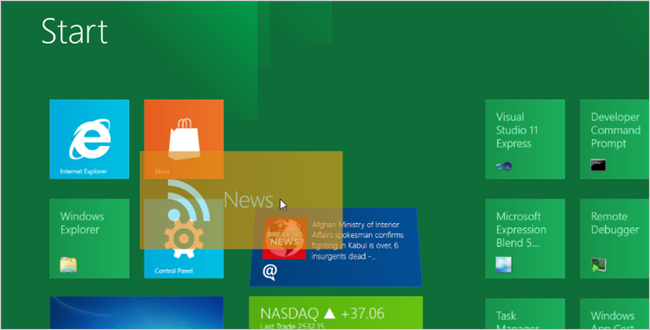 Start
Internet Explorer
Store
Visual
Studio 11
Express
Developer
Command
Prompt
News
Windows
Explorer
Control Panel
BREAKING
NEWS
Afghan Ministry of Interior
Affairs spokesman confirms
fighting in Kabul is over. 6
insurgents dead -...
@
Microsoft
Expression
Blend 5...
Remote
Debugger
NASDAQ ▲ +37.06
Last Trade 2532.15
Task
Manager
Windows
App Cert